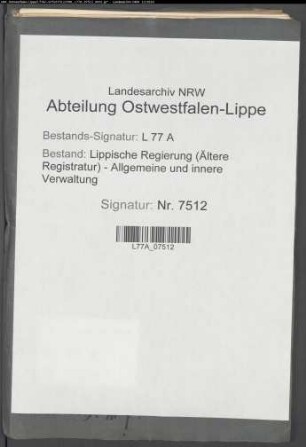 Landesarchiv NRW
Abteilung Ostwestfalen-Lippe
Bestands-Signatur: L 77 A
Bestand: Lippische Regierung (Ältere
Registratur) - Allgemeine und innere
Verwaltung
Signatur: Nr. 7512
L77A_07512